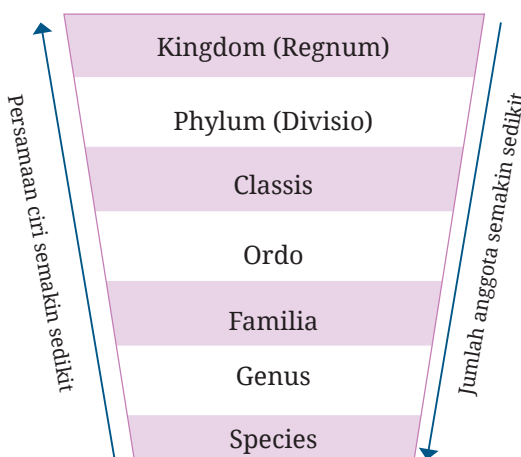 Kingdom (Regnum)
Phylum (Divisio)
Classis
Ordo
Familia
Genus
Species
Persamaan ciri semakin sedikit
Jumlah anggota semakin sedikit